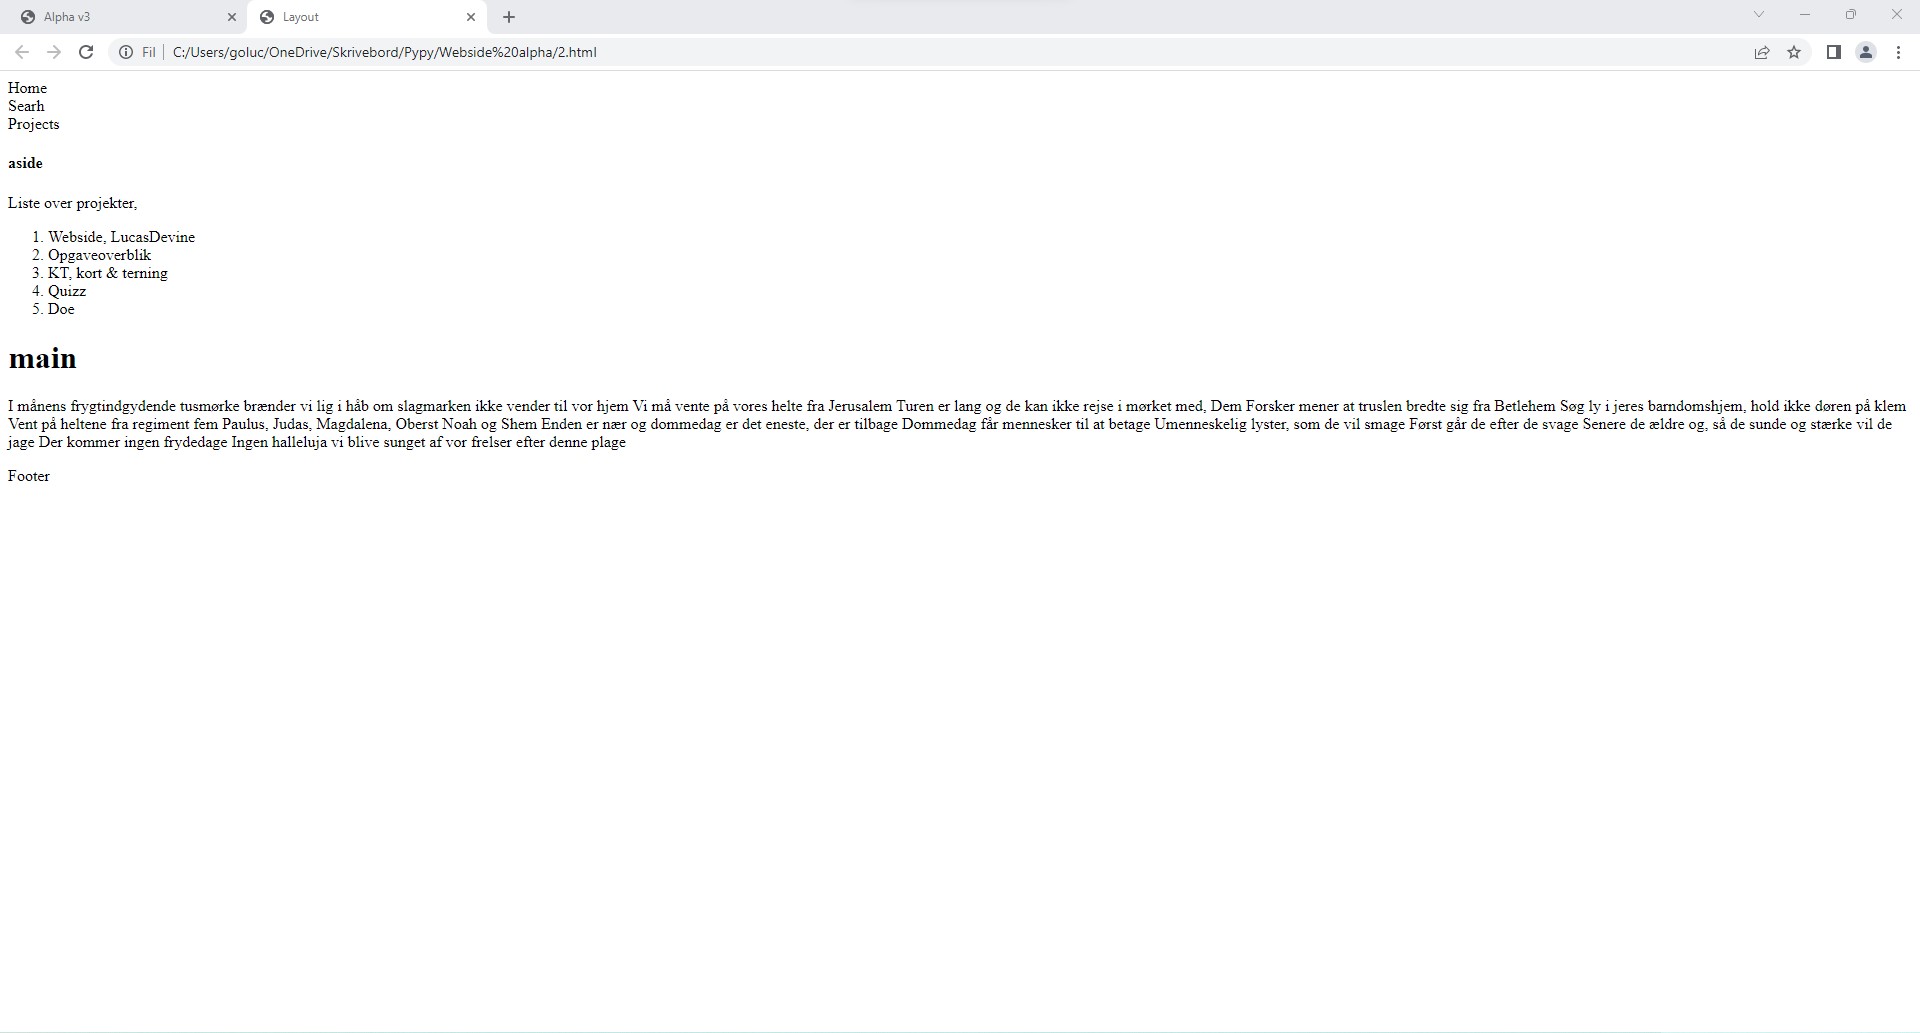 Alpha v3
Layout
Fil
C:/Users/goluc/OneDrive/Skrivebord/Pypy/Webside%20alpha/2.html
Home
Searh
Projects
aside
Liste over projekter,
1. Webside, LucasDevine
2. Opgaveoverblik
3. KT, kort & terning
4. Quizz
5. Doe
main
I månens frygtindgydende tusmørke brænder vi lig i håb om slagmarken ikke vender til vor hjem Vi må vente på vores helte fra Jerusalem Turen er lang og de kan ikke rejse i mørket med, Dem Forsker mener at truslen bredte sig fra Betlehem Søg ly i jeres barndomshjem, hold ikke døren på klem
Vent på heltene fra regiment fem Paulus, Judas, Magdalena, Oberst Noah og Shem Enden er nær og dommedag er det eneste, der er tilbage Dommedag får mennesker til at betage Umenneskelig lyster, som de vil smage Først går de efter de svage Senere de ældre og, så de sunde og stærke vil de
jage Der kommer ingen frydedage Ingen halleluja vi blive sunget af vor frelser efter denne plage
Footer